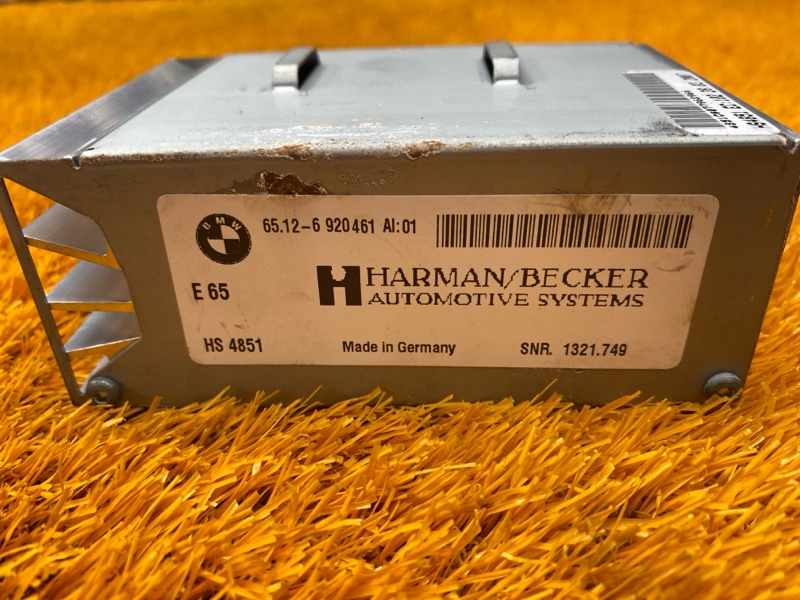 BMW
65.12-6 920461 AI:01
E 65
HARMAN/BECKER
AUTOMOTIVE SYSTEMS
HS 4851
Made in Germany
SNR. 1321.749